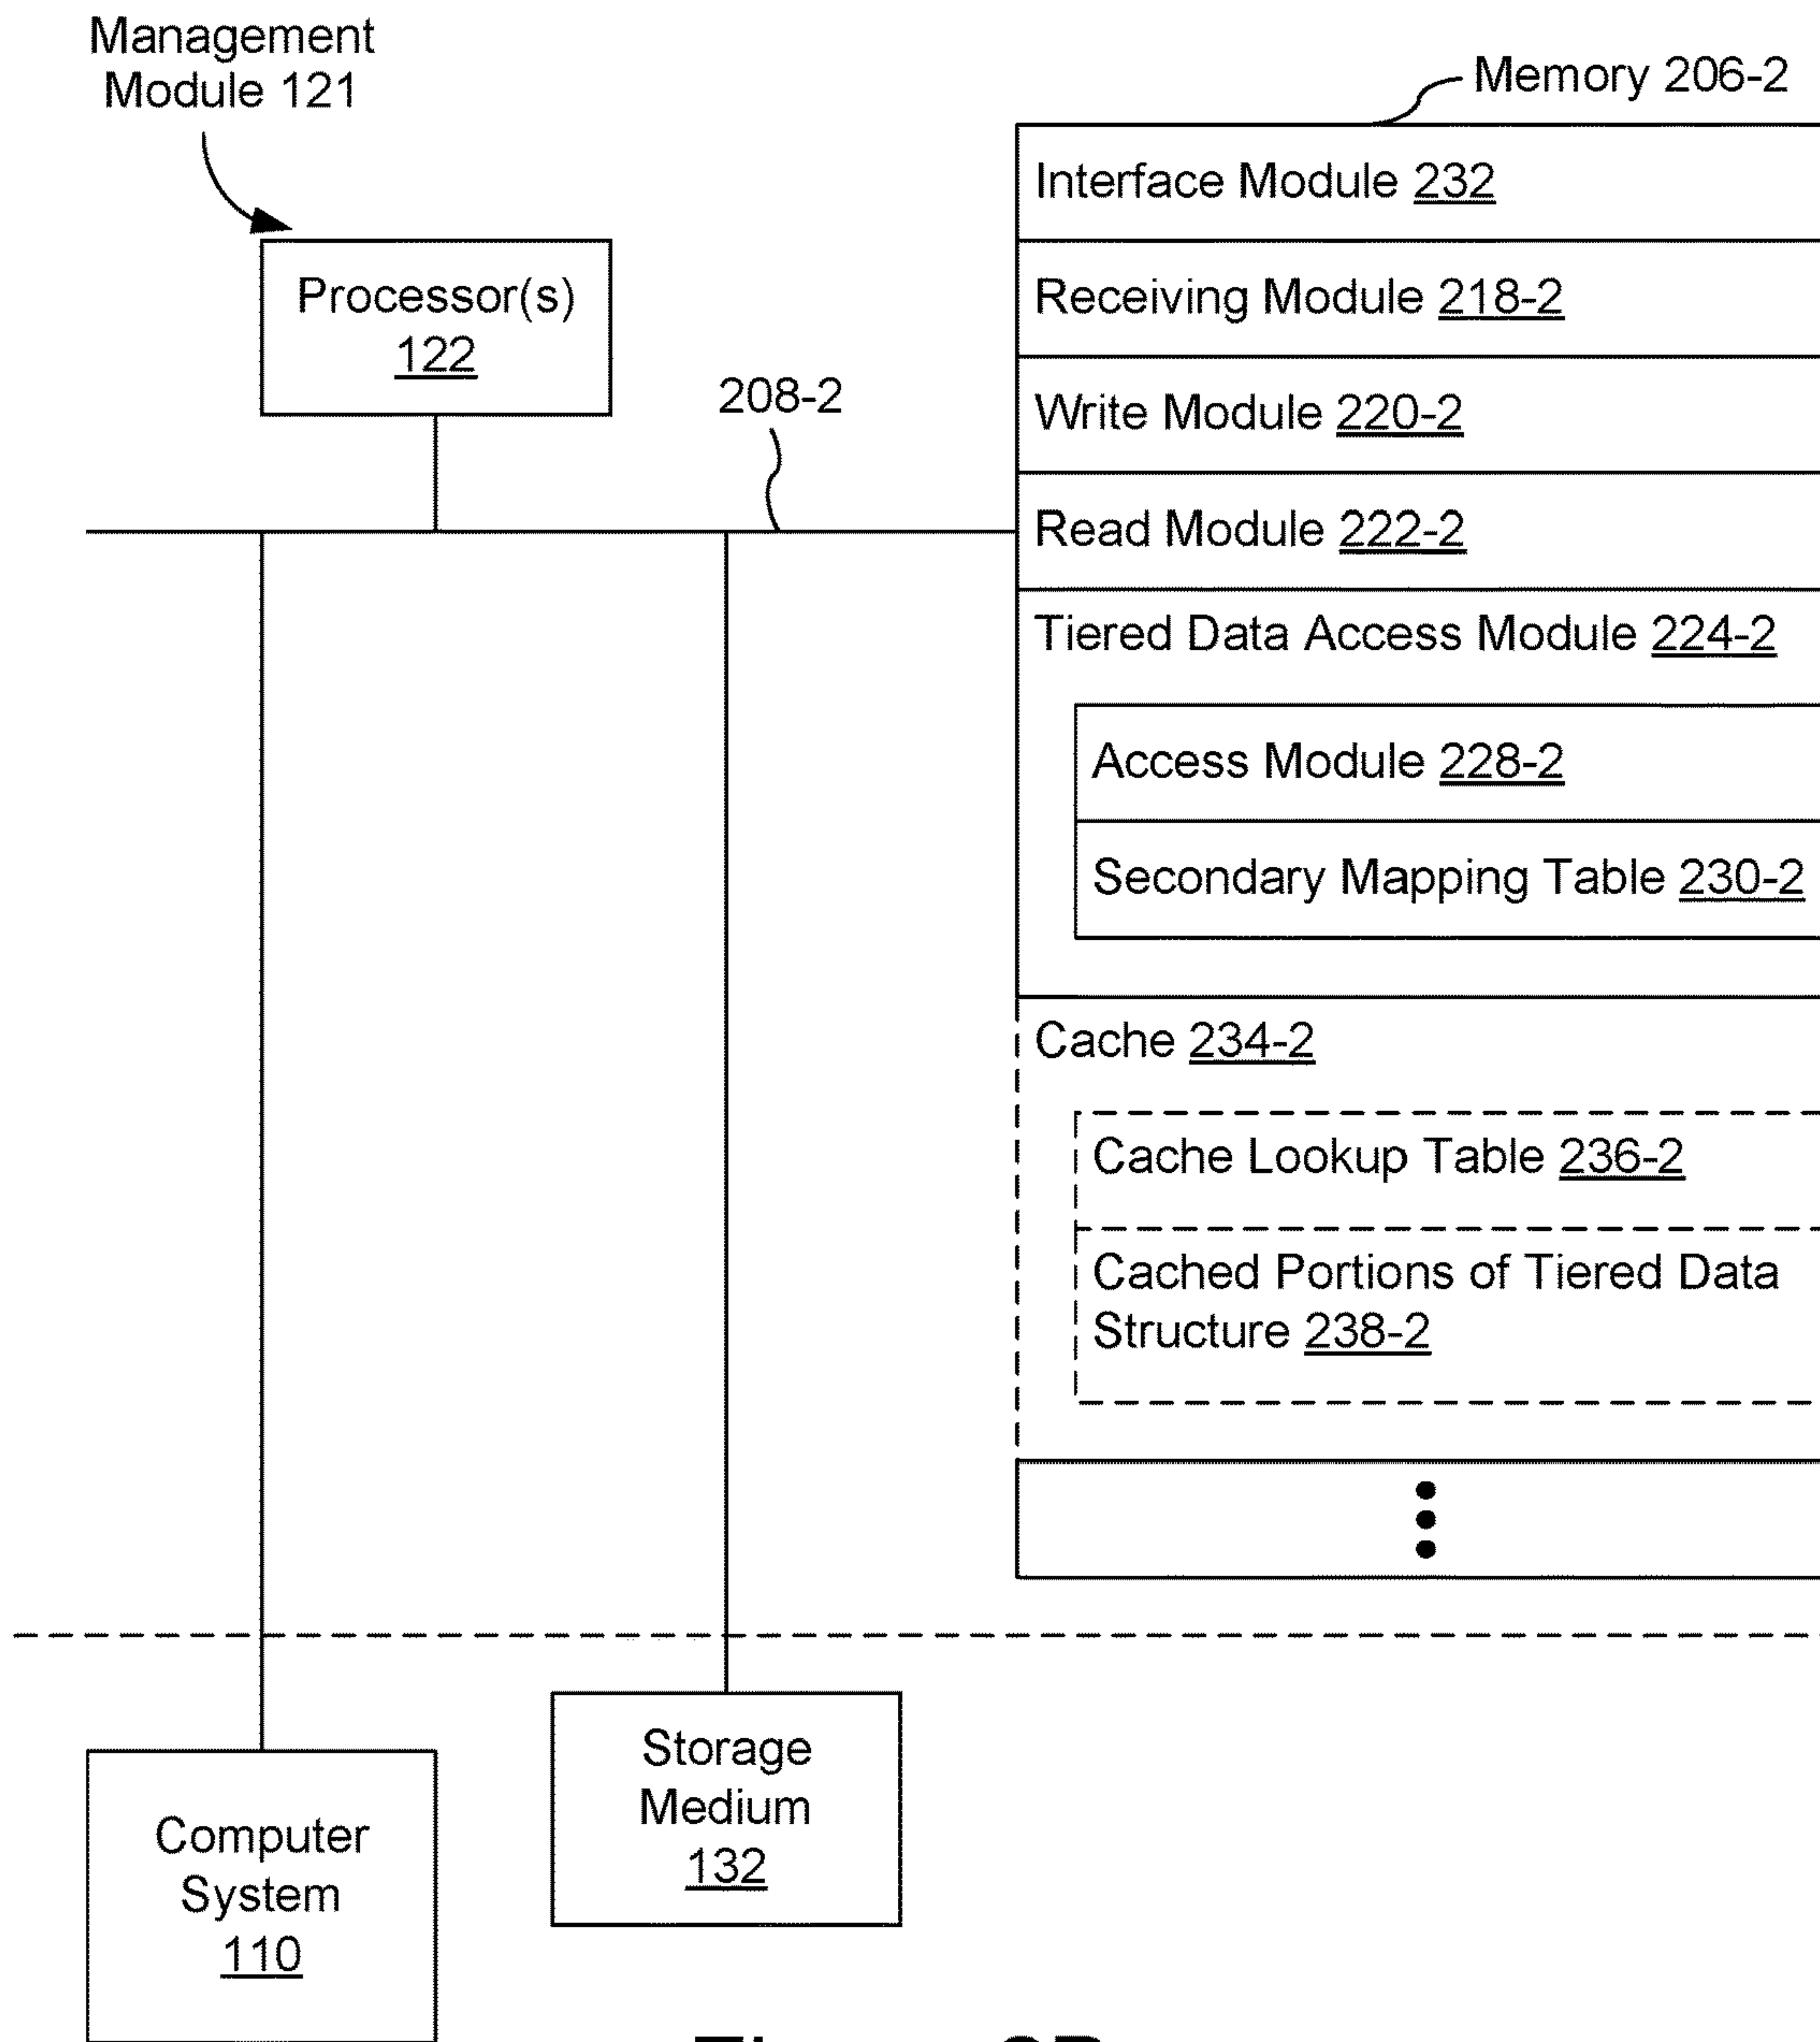 Management
Module 121
Memory 206-2
Interface Module 232
Processor(s)
122
Receiving Module 218-2
208-2
Write Module 220-2
Read Module 222-2
Tiered Data Access Module 224-2
Access Module 228-2
Secondary Mapping Table 230-2
Cache 234-2
Cache Lookup Table 236-2
Cached Portions of Tiered Data
Structure 238-2
Storage
Medium
132
Computer
System
110